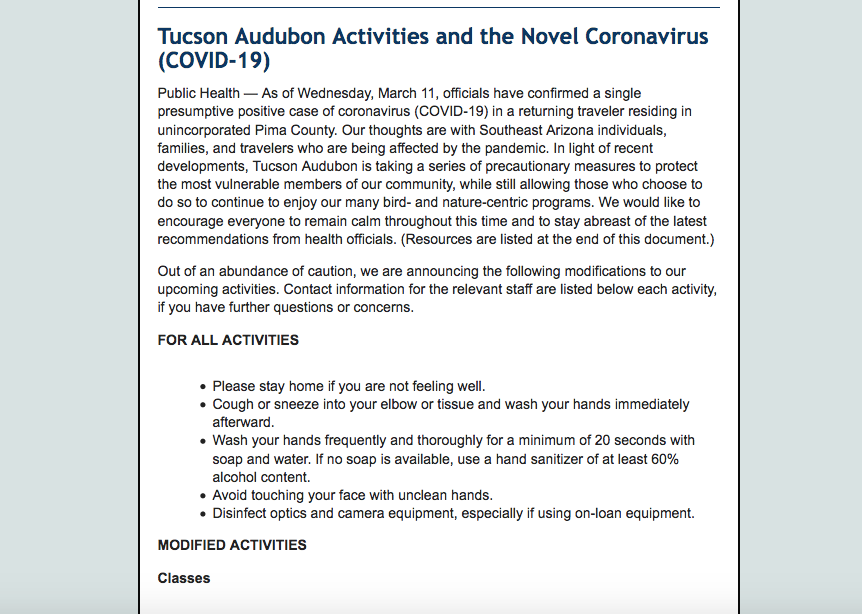 Tucson Audubon Activities and the Novel Coronavirus
(COVID-19)
Public Health — As of Wednesday, March 11, officials have confirmed a single
presumptive positive case of coronavirus (COVID-19) in a returning traveler residing in
unincorporated Pima County. Our thoughts are with Southeast Arizona individuals,
families, and travelers who are being affected by the pandemic. In light of recent
developments, Tucson Audubon is taking a series of precautionary measures to protect
the most vulnerable members of our community, while still allowing those who choose to
do so to continue to enjoy our many bird- and nature-centric programs. We would like to
encourage everyone to remain calm throughout this time and to stay abreast of the latest
recommendations from health officials. (Resources are listed at the end of this document.)
Out of an abundance of caution, we are announcing the following modifications to our
upcoming activities. Contact information for the relevant staff are listed below each activity,
if you have further questions or concerns.
FOR ALL ACTIVITIES
• Please stay home if you are not feeling well.
• Cough or sneeze into your elbow or tissue and wash your hands immediately
afterward.
• Wash your hands frequently and thoroughly for a minimum of 20 seconds with
soap and water. If no soap is available, use a hand sanitizer of at least 60%
alcohol content.
• Avoid touching your face with unclean hands.
• Disinfect optics and camera equipment, especially if using on-loan equipment.
MODIFIED ACTIVITIES
Classes